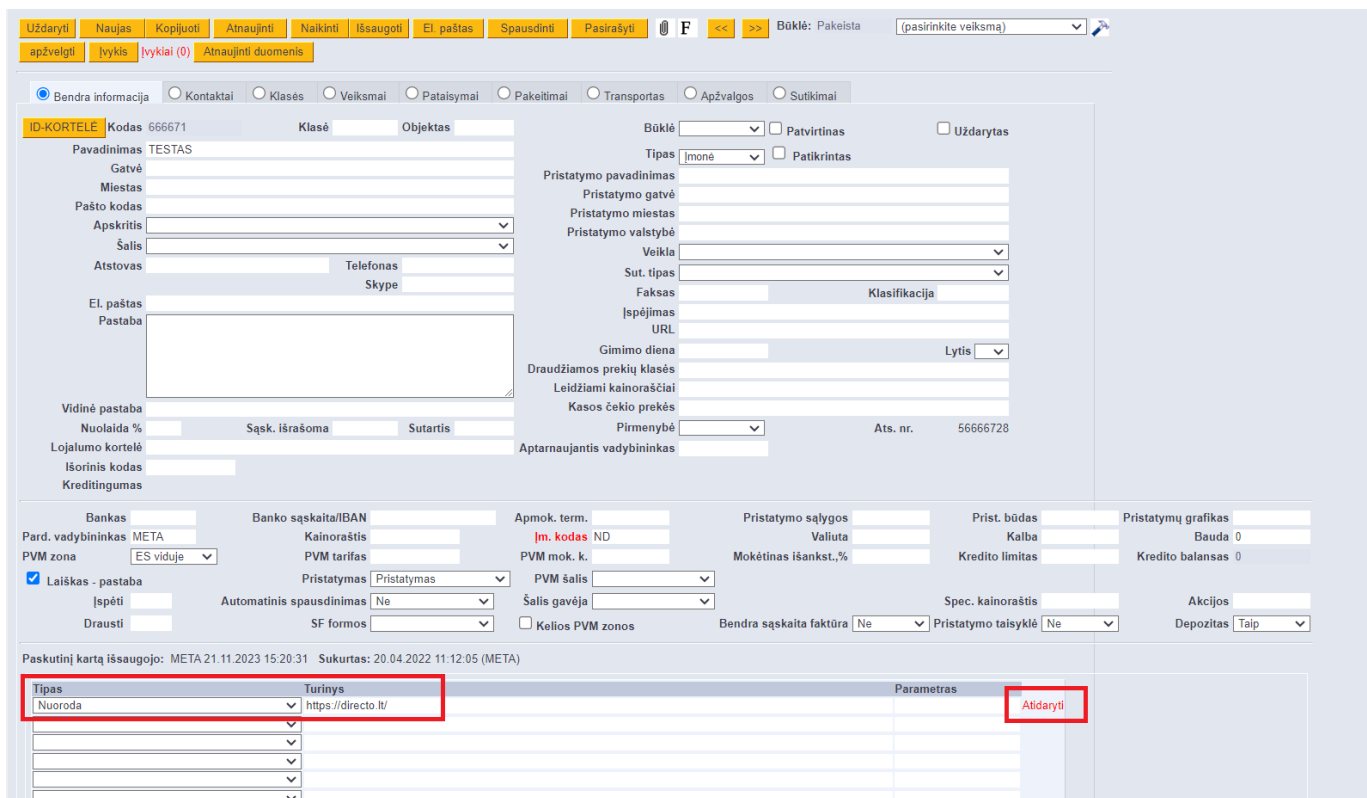 Uždaryti Naujas Kopijuoti Atnaujinti Naikinti Išsaugoti El. paštas Spausdinti Pasirašyti F << >> Būklė: Pakeista (pasirinkite veiksmą)
apžvelgti Įvykis Įvykiai (0) Atnaujinti duomenis
Bendra informacija Kontaktai Klasės Veiksmai Pataisymai Pakeitimai Transportas Apžvalgos Sutikimai
ID-KORTELĖ Kodas 666671 Klasė Objektas Būklė Patvirtinas Uždarytas
Pavadinimas TESTAS Tipas Įmonė Patikrintas
Gatvė Pristatymo pavadinimas
Miestas Pristatymo gatvė
Pašto kodas Pristatymo miestas
Apskritis Pristatymo valstybė
Šalis Veikla
Atstovas Telefonas Sut. tipas
Skype Faksas Klasifikacija
El. paštas Įspėjimas
Pastaba URL
Gimimo diena Lytis
Draudžiamos prekių klasės
Leidžiami kainoraščiai
Vidinė pastaba Kasos čekio prekės
Nuolaida % Sąsk. išrašoma Sutartis Pirmenybė Ats. nr. 56666728
Lojalumo kortelė Aptarnaujantis vadybininkas
Išorinis kodas
Kreditingumas
Bankas Banko sąskaita/IBAN Apmok. term. Pristatymo sąlygos Prist. būdas Pristatymų grafikas
Pard. vadybininkas META Kainoraštis Įm. kodas ND Valiuta Kalba Bauda 0
PVM zona ES viduje PVM tarifas PVM mok. k. Mokėtinas išankst.,% Kredito limitas Kredito balansas 0
Laiškas - pastaba Pristatymas Pristatymas PVM šalis
Įspėti Automatinis spausdinimas Ne Šalis gavėja Spec. kainoraštis Akcijos
Drausti SF formos Kelios PVM zonos Bendra sąskaita faktūra Ne Pristatymo taisyklė Ne Depozitas Taip
Paskutinį kartą išsaugojo: META 21.11.2023 15:20:31 Sukurtas: 20.04.2022 11:12:05 (META)
Tipas Turinys Parametras
Nuoroda https://directo.lt/ Atidaryti